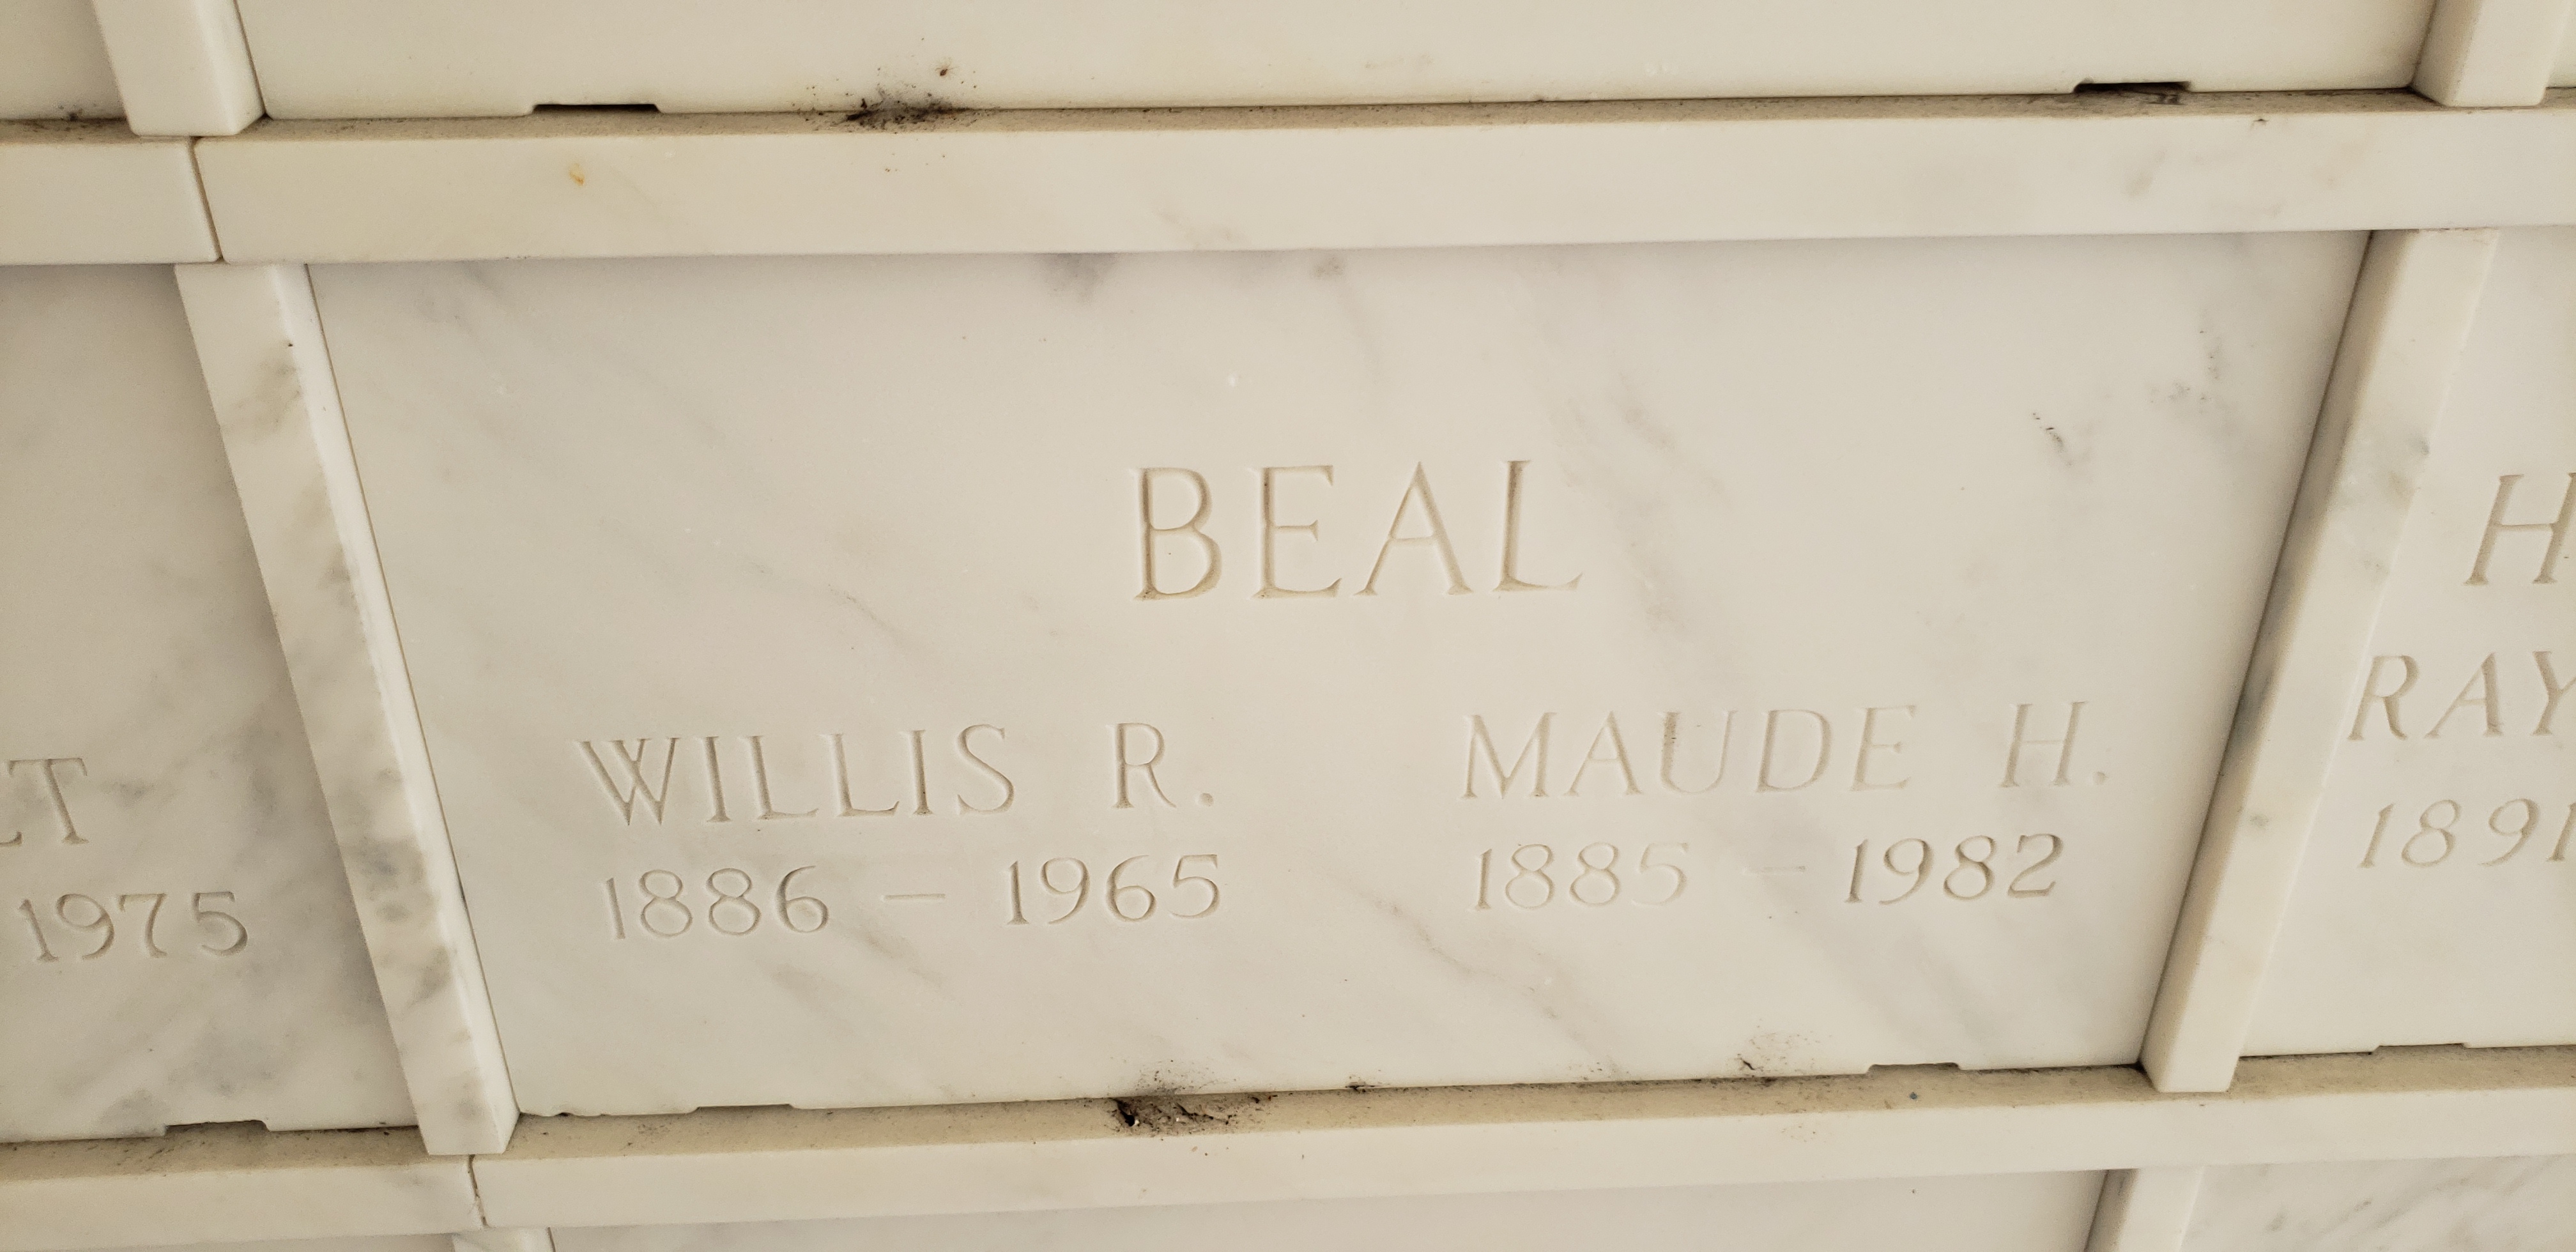 BEAL
WILLIS R. MAUDE H.
1886 – 1965 1885 – 1982
1975